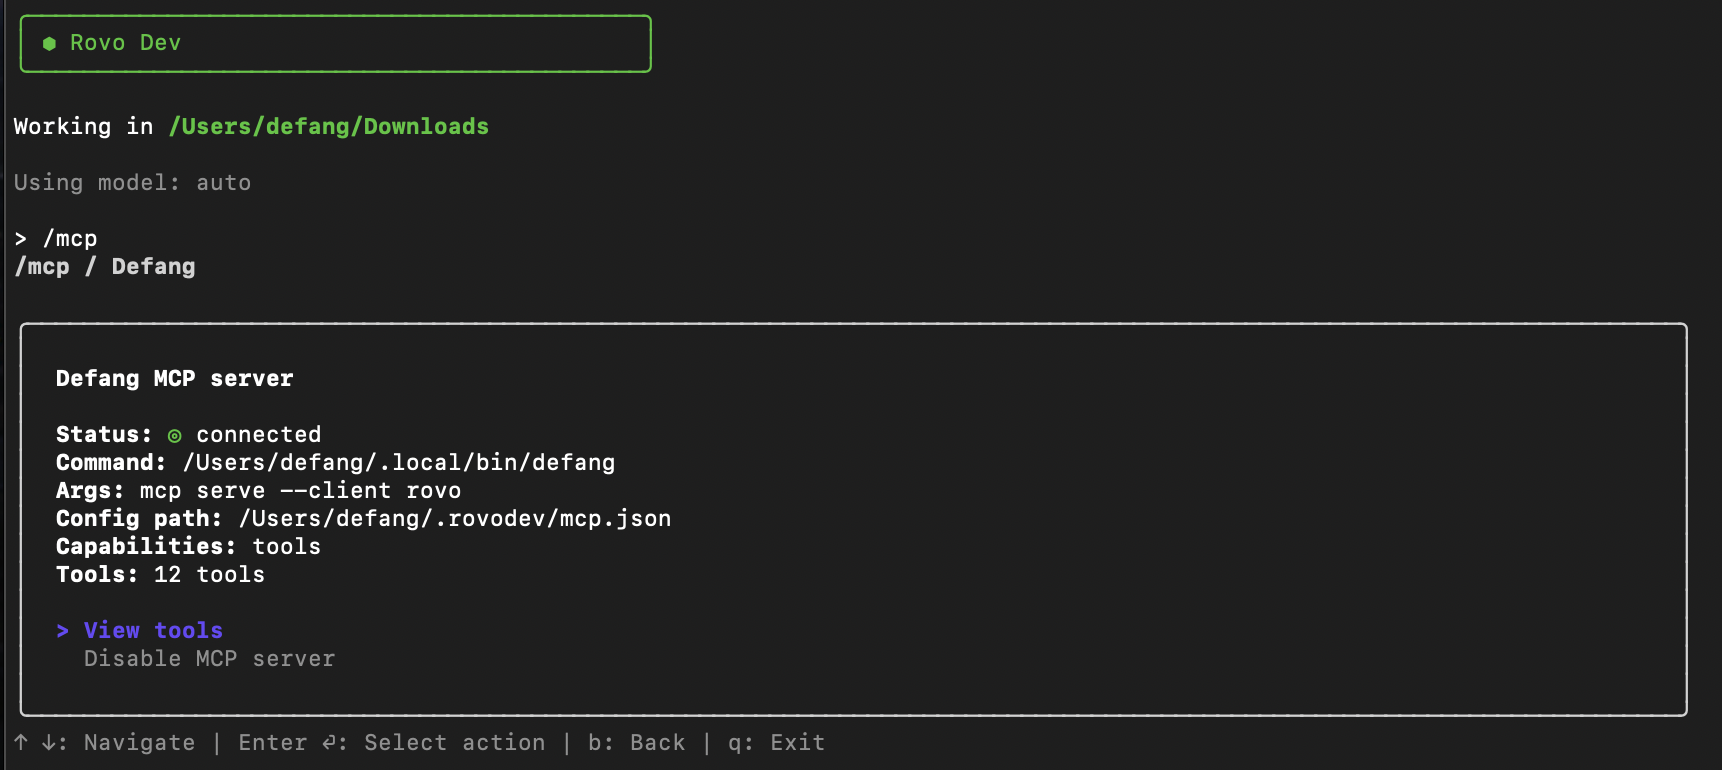 Rovo Dev
Working in /Users/defang/Downloads
Using model: auto
> /mcp
/mcp / Defang
Defang MCP server
Status: ◎ connected
Command: /Users/defang/.local/bin/defang
Args: mcp serve --client rovo
Config path: /Users/defang/.rovodev/mcp.json
Capabilities: tools
Tools: 12 tools
> View tools
Disable MCP server
↑ ↓: Navigate | Enter ⏎: Select action | b: Back | q: Exit